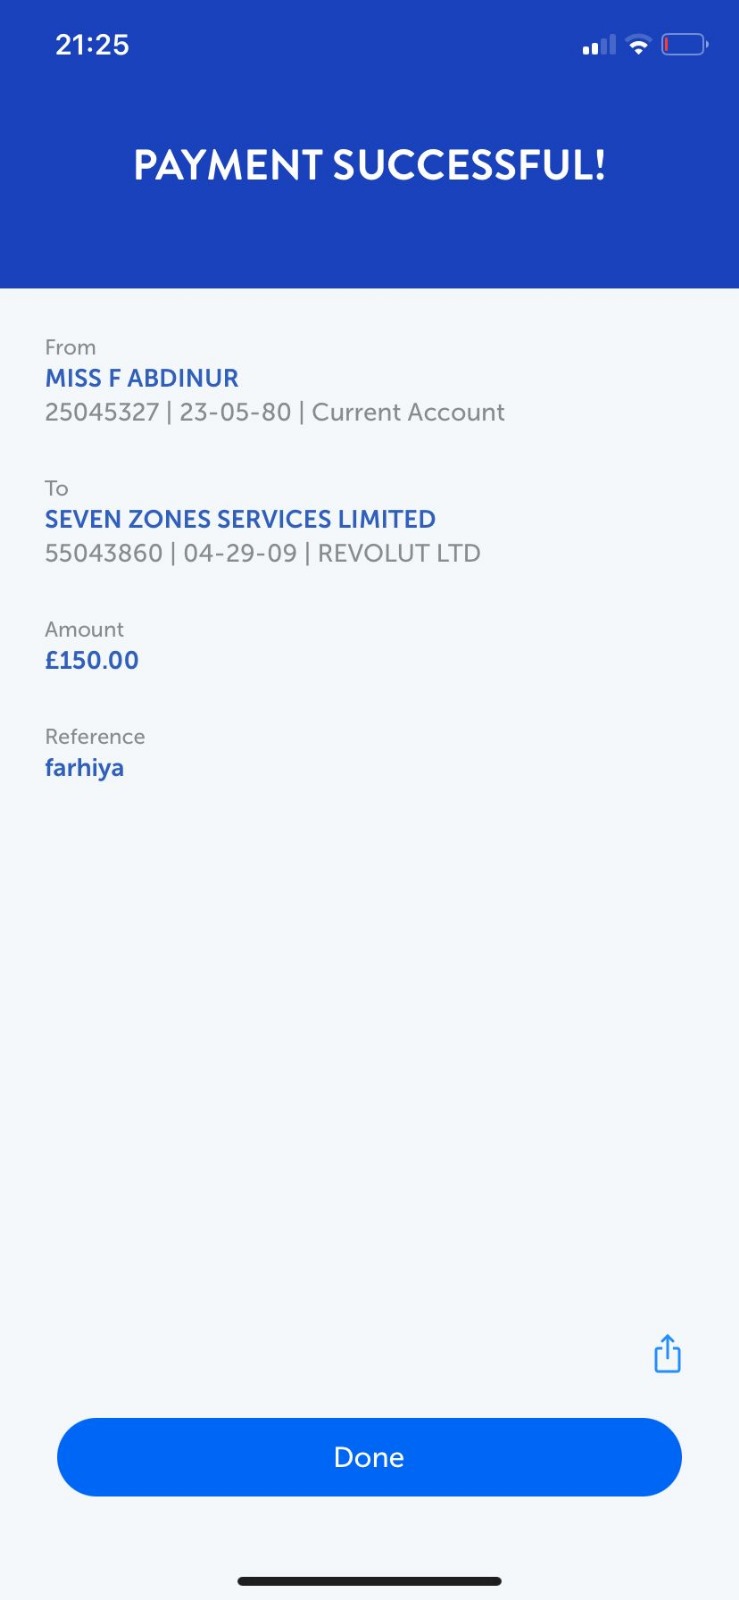 21:25
PAYMENT SUCCESSFUL!
From
MISS F ABDINUR
25045327 | 23-05-80 | Current Account
To
SEVEN ZONES SERVICES LIMITED
55043860 | 04-29-09 | REVOLUT LTD
Amount
£150.00
Reference
farhiya
Done